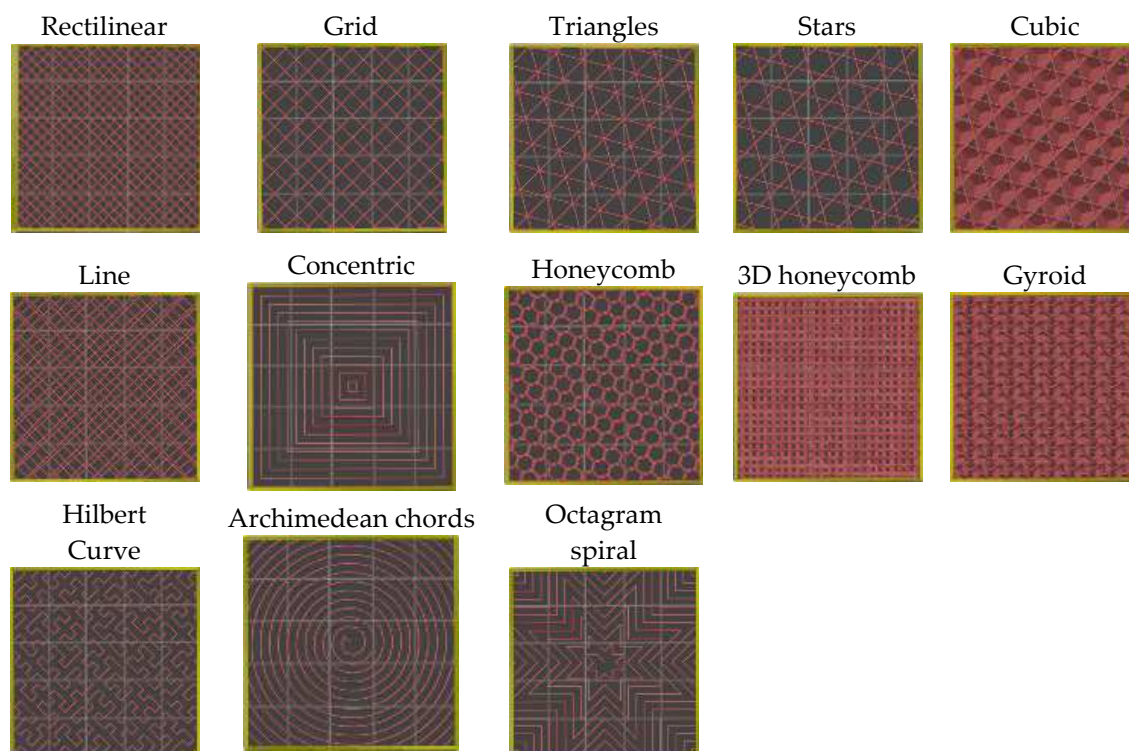 Rectilinear
Grid
Triangles
Stars
Cubic
Line
Concentric
Honeycomb
3D honeycomb
Gyroid
Hilbert
Curve
Archimedean chords
Octagram
spiral